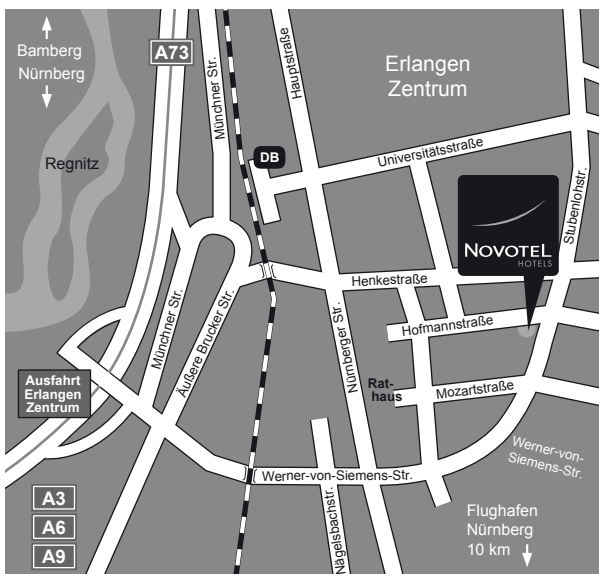 Bamberg
Nürnberg
A73
Münchner Str.
Hauptstraße
Erlangen
Zentrum
DB
Universitätsstraße
Regnitz
Stubenlohstr.
NOVOTEL
HOTELS
Henkestraße
Münchner Str.
Äußere Brucker Str.
Nürnberger Str.
Hofmannstraße
Ausfahrt
Erlangen
Zentrum
Rat-
haus
Mozartstraße
Werner-von-
Siemens-Str.
Werner-von-Siemens-Str.
Nägelsbachstr.
A3
A6
A9
Flughafen
Nürnberg
10 km